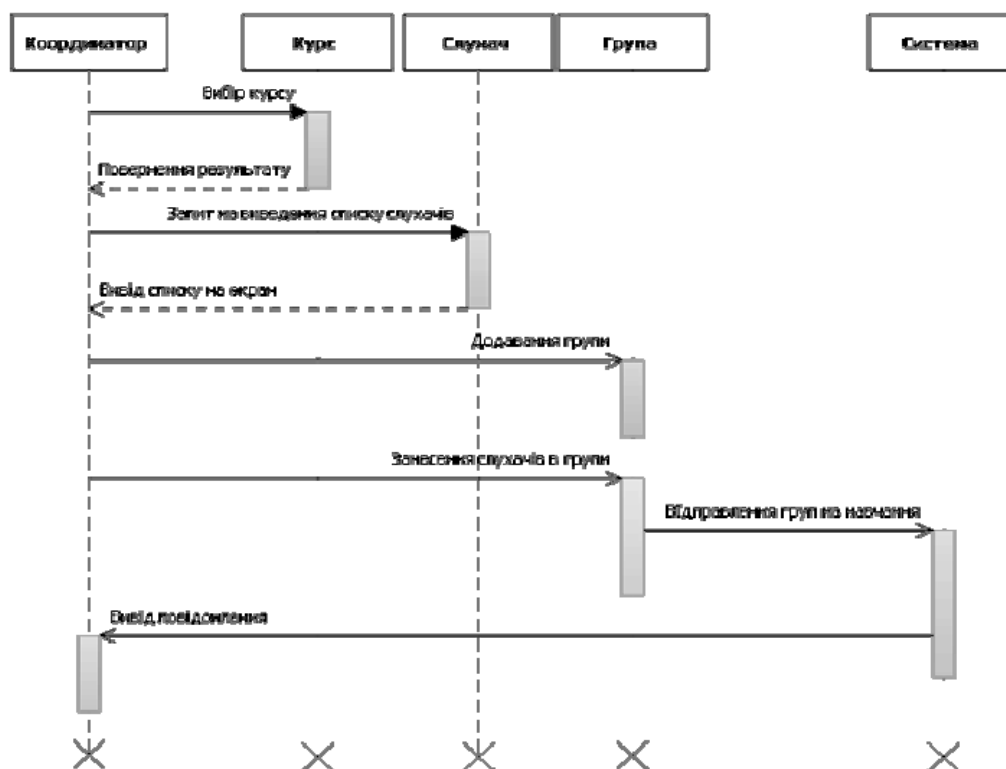 Координатор
Курс
Слухач
Група
Система
Вибір курсу
Повернення результату
Запит на виведення списку слухачів
Вивід списку на екран
Додавання групи
Занесення слухачів в групи
Відправлення груп на навчання
Вивід повідомлення